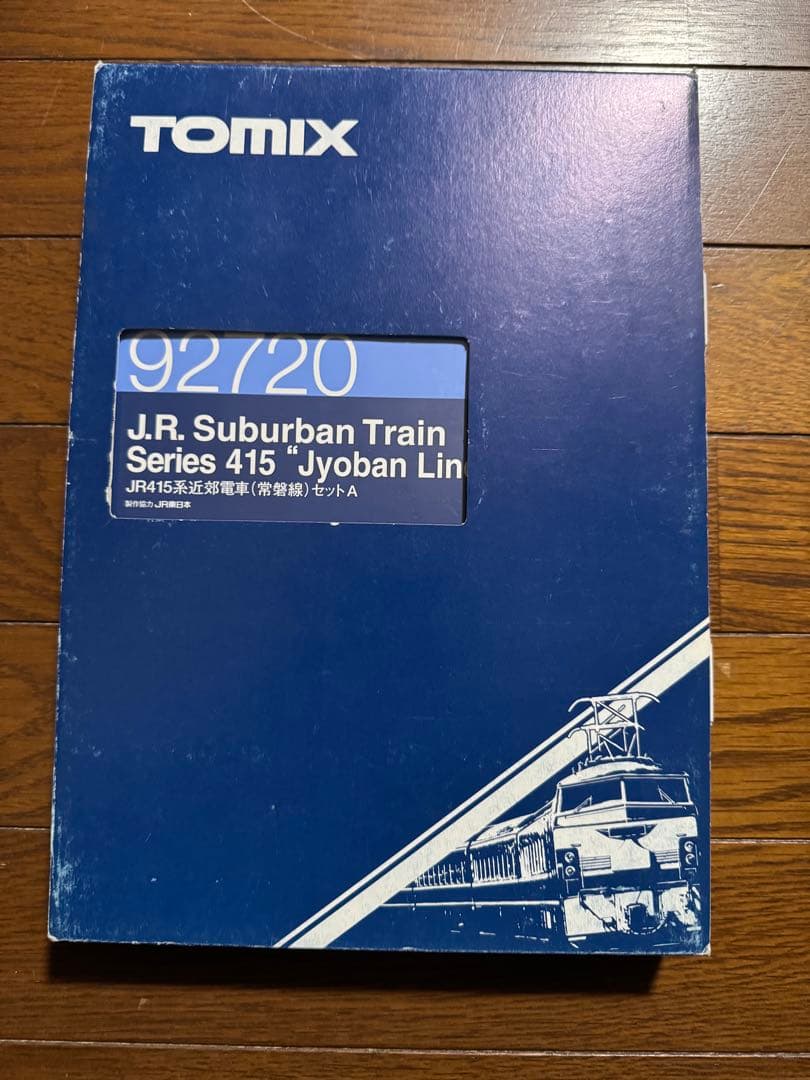 TOMIX
92720
J.R. Suburban Train
Series 415 “Jyoban Lin
JR415系近郊電車(常磐線)セットA
製作協力 JR東日本